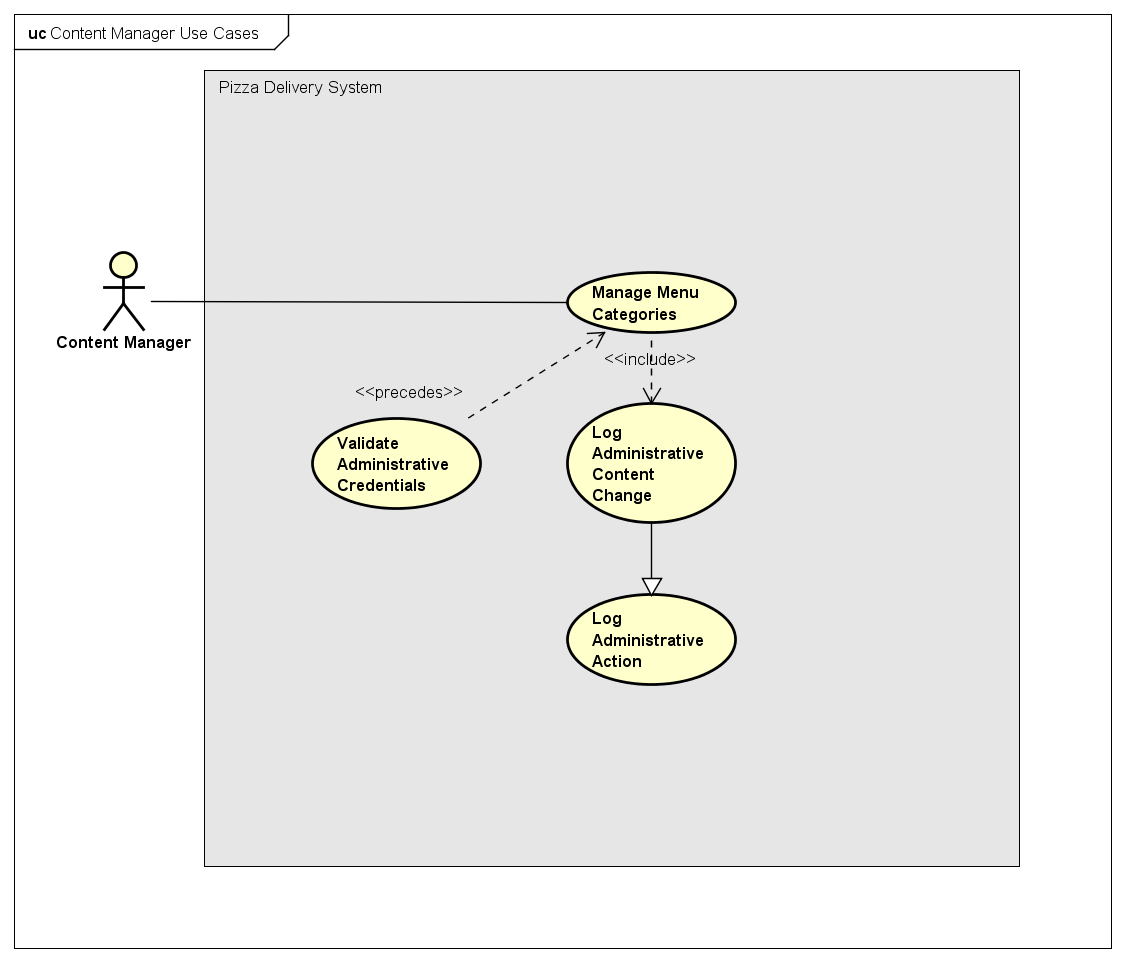 uc Content Manager Use Cases
Pizza Delivery System
Content Manager
Manage Menu
Categories
<<include>>
<<precedes>>
Validate
Administrative
Credentials
Log
Administrative
Content
Change
Log
Administrative
Action